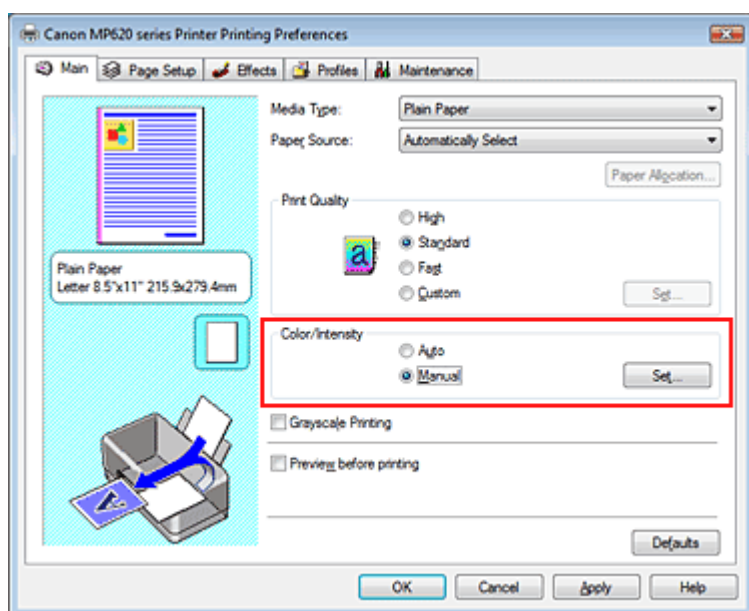 Canon MP620 series Printer Printing Preferences
Main Page Setup Effects Profiles Maintenance
Media Type: Plain Paper
Paper Source: Automatically Select
Paper Allocation...
Print Quality
High
a Standard
Fast
Custom Set...
Plain Paper
Letter 8.5"x11" 215.9x279.4mm
Color/Intensity
Auto
Manual Set...
Grayscale Printing
Preview before printing
A
Defaults
OK Cancel Apply Help